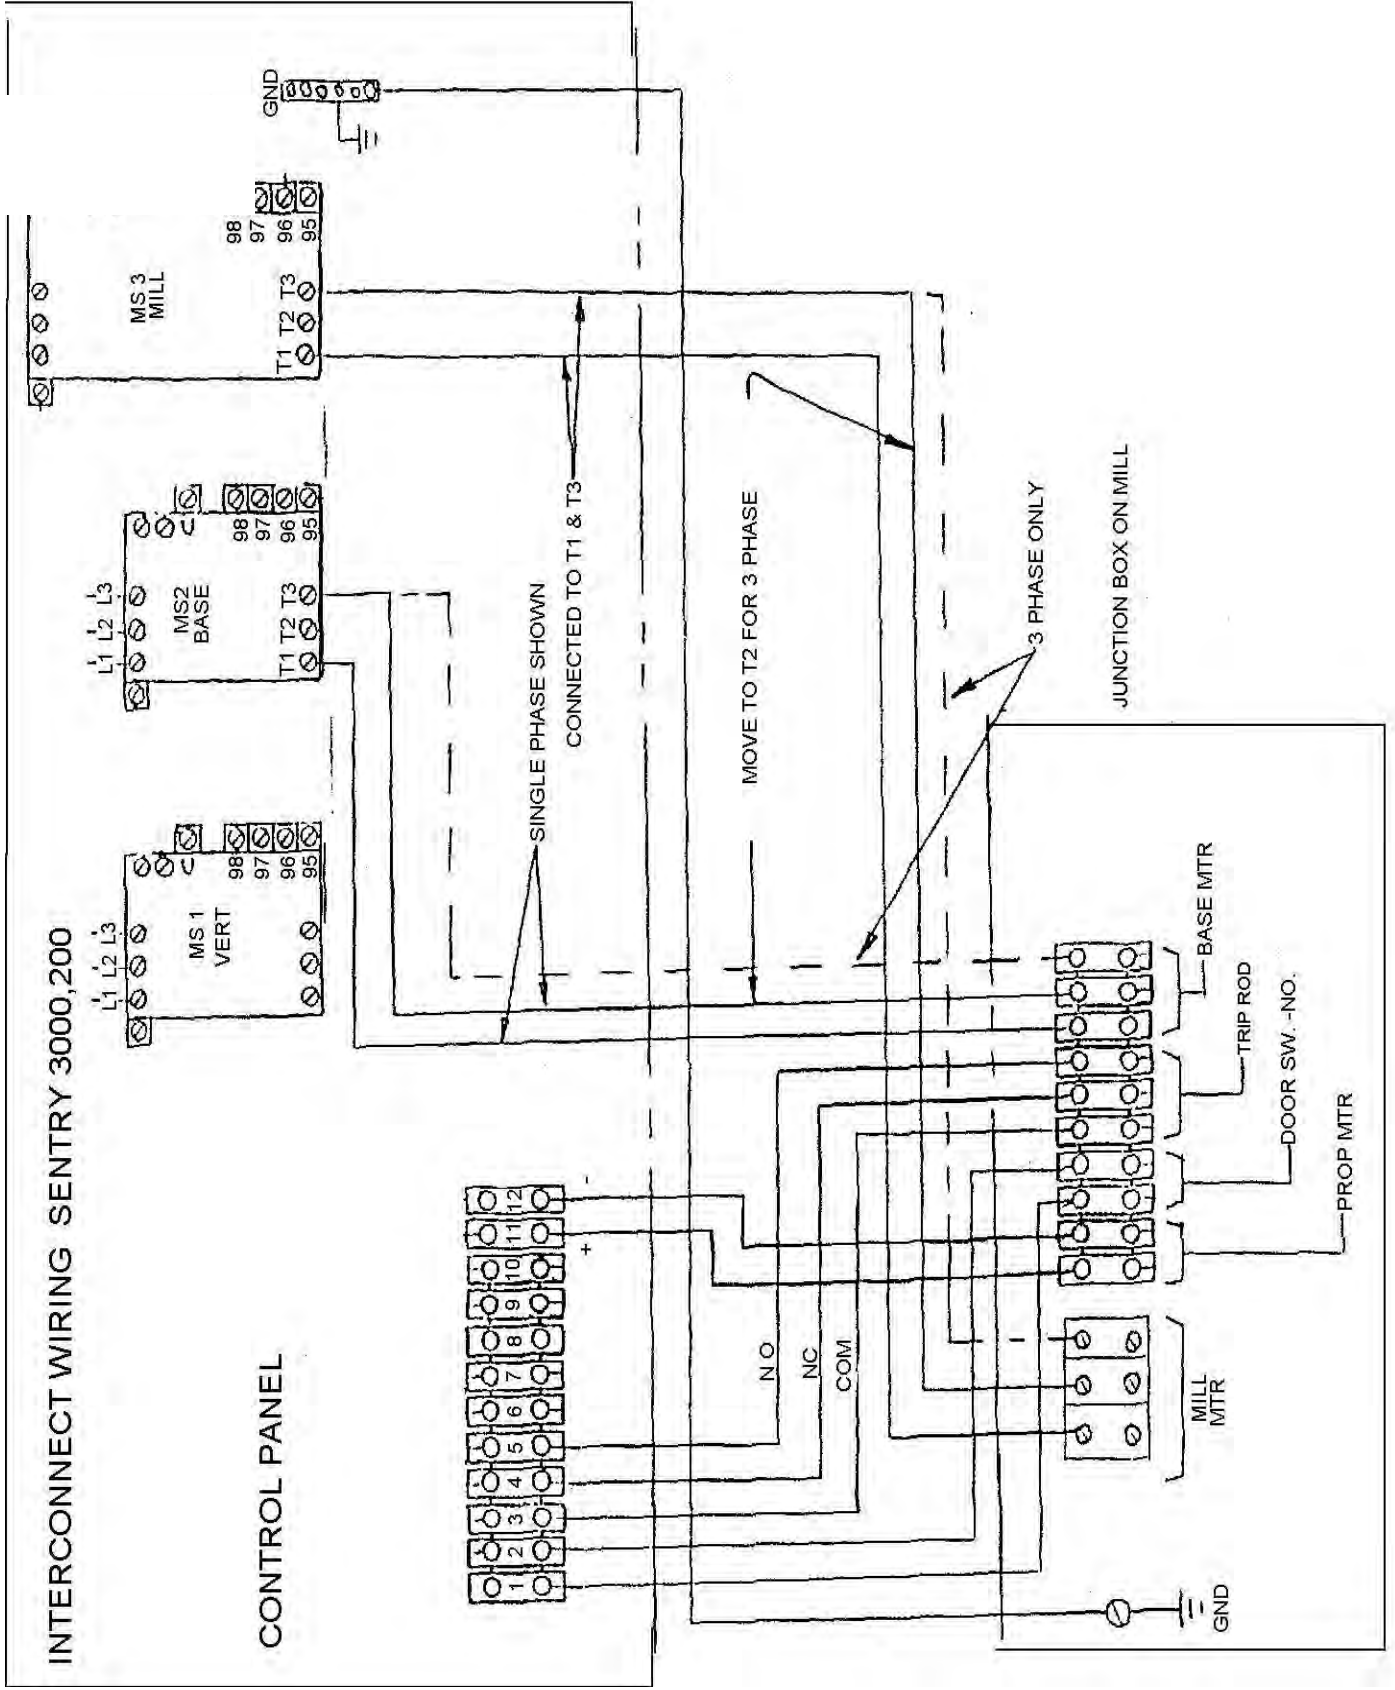 INTERCONNECT WIRING SENTRY 3000,200
CONTROL PANEL
L1 L2 L3
MS 1
VERT
98
97
96
95
L1 L2 L3
MS2
BASE
T1 T2 T3
98
97
96
95
MS 3
MILL
T1 T2 T3
98
97
96
95
GND
1 2 3 4 5 6 7 8 9 10 11 12
+ -
SINGLE PHASE SHOWN
CONNECTED TO T1 & T3
MOVE TO T2 FOR 3 PHASE
N O
NC
COM
3 PHASE ONLY
JUNCTION BOX ON MILL
GND
MILL
MTR
PROP MTR
DOOR SW. -NO.
TRIP ROD
BASE MTR